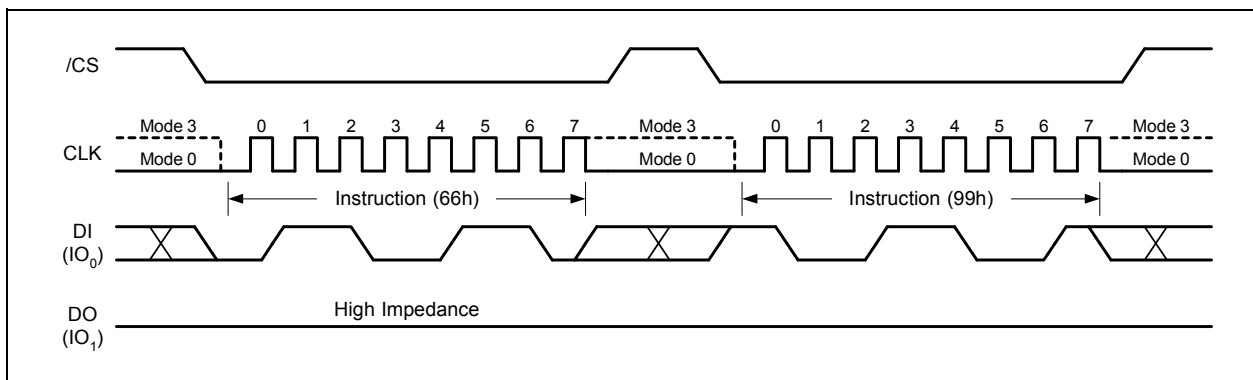 /CS
Mode 3 0 1 2 3 4 5 6 7 Mode 3 0 1 2 3 4 5 6 7 Mode 3
CLK
Mode 0 Mode 0 Mode 0
Instruction (66h) Instruction (99h)
DI
(IO₀)
High Impedance
DO
(IO₁)